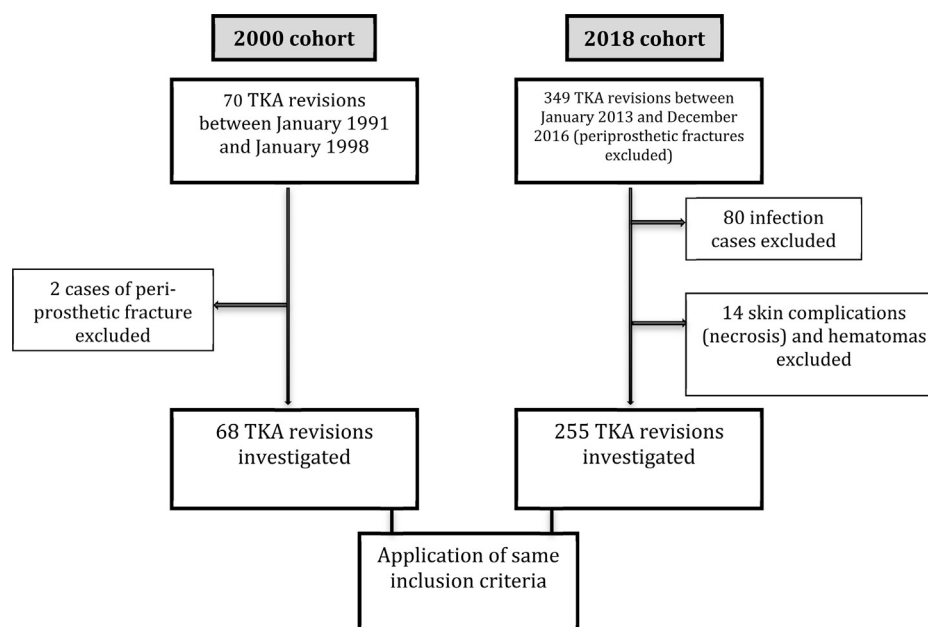 2000 cohort
2018 cohort
70 TKA revisions
between January 1991
and January 1998
349 TKA revisions between
January 2013 and December
2016 (periprosthetic fractures
excluded)
80 infection
cases excluded
2 cases of peri-
prosthetic fracture
excluded
14 skin complications
(necrosis) and hematomas
excluded
68 TKA revisions
investigated
255 TKA revisions
investigated
Application of same
inclusion criteria